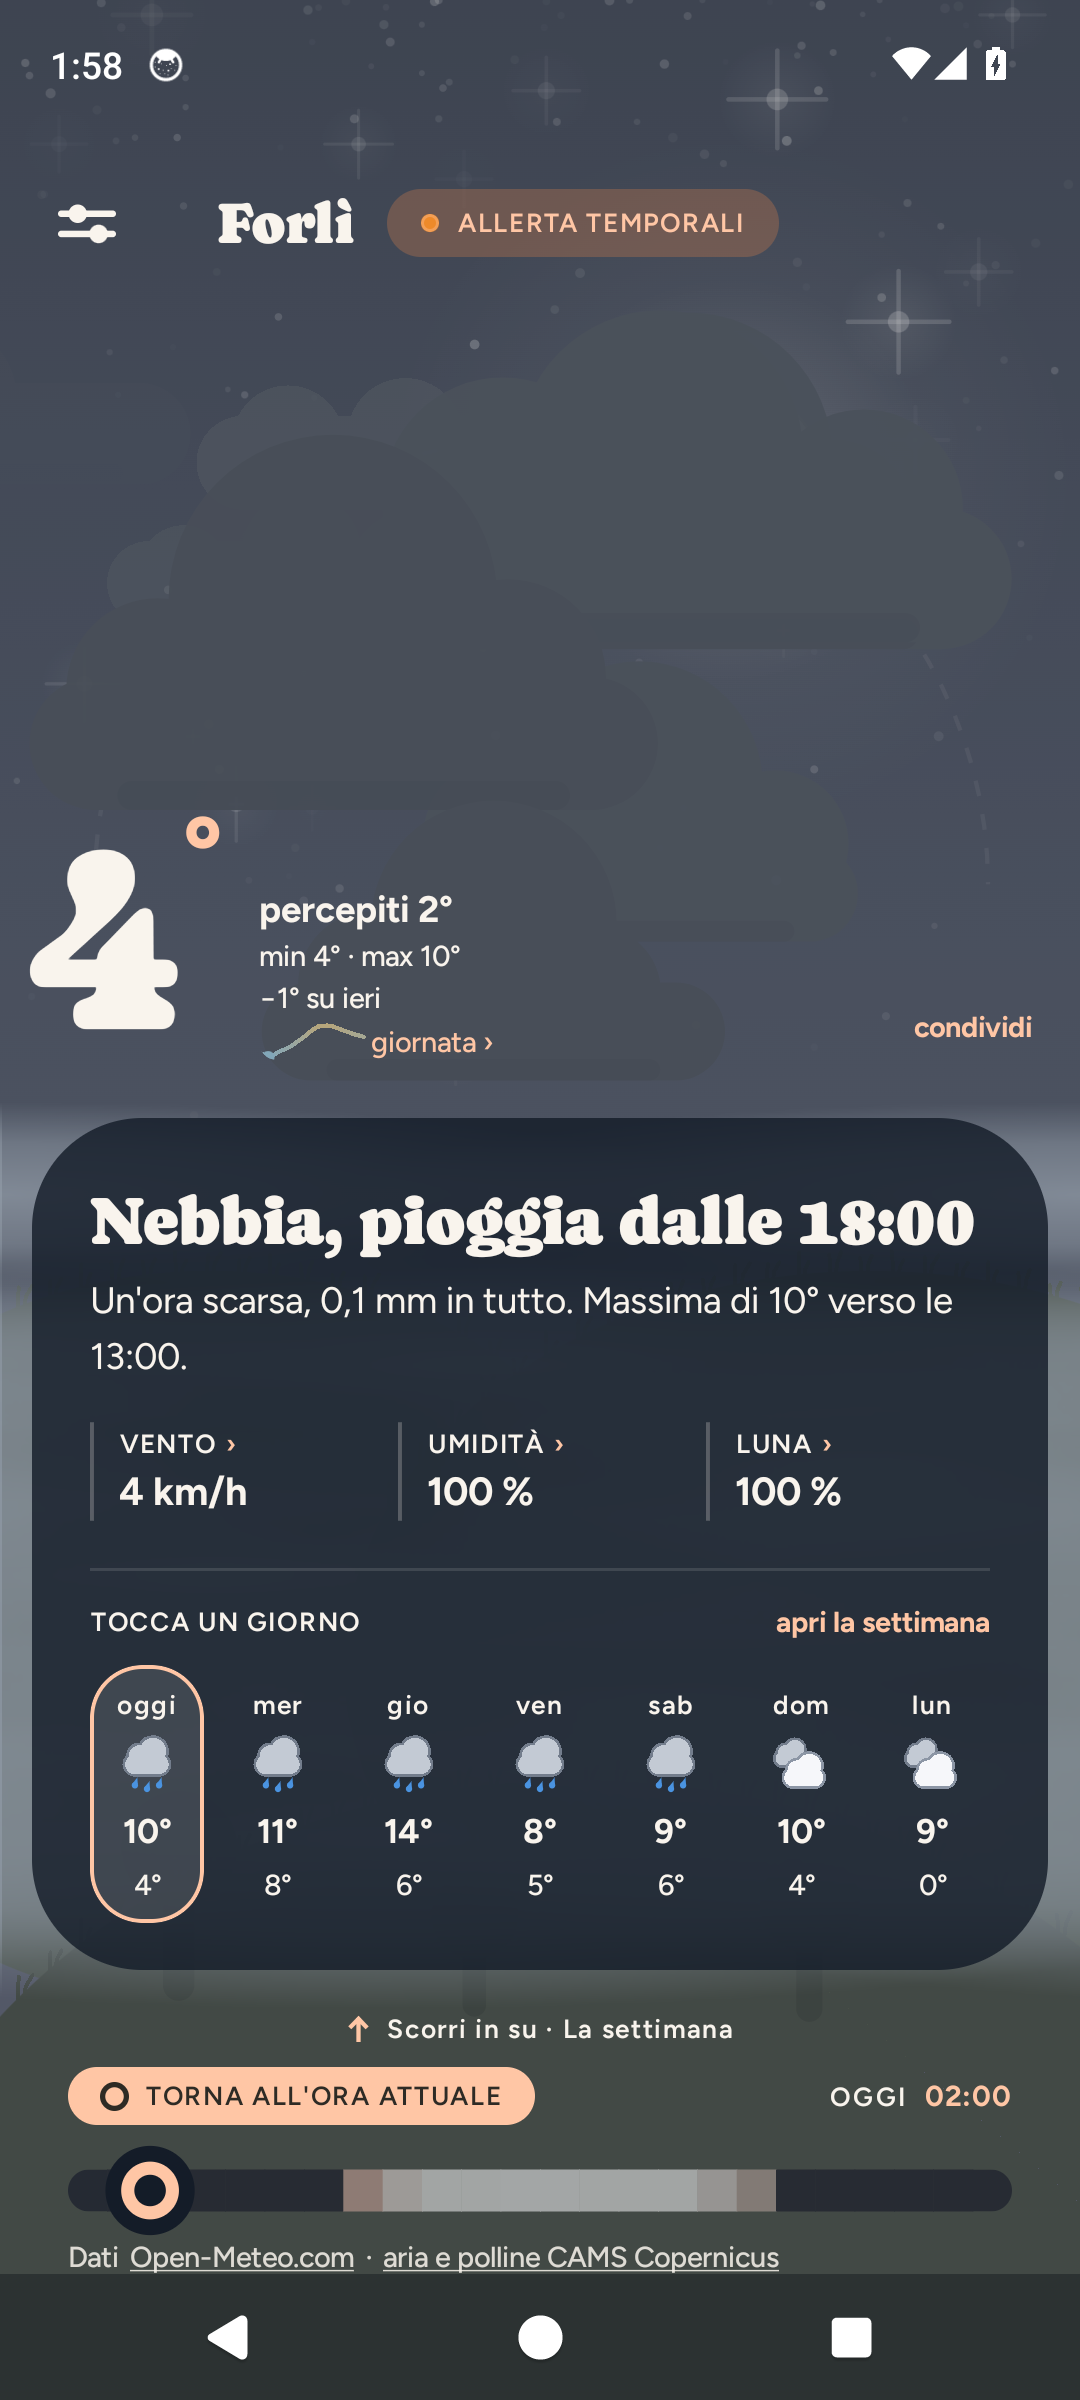 1:58
Forlì
ALLERTA TEMPORALI
4°
percepiti 2°
min 4° · max 10°
−1° su ieri
giornata ›
condividi
Nebbia, pioggia dalle 18:00
Un'ora scarsa, 0,1 mm in tutto. Massima di 10° verso le
13:00.
VENTO › UMIDITÀ › LUNA ›
4 km/h 100 % 100 %
TOCCA UN GIORNO apri la settimana
oggi mer gio ven sab dom lun
10° 11° 14° 8° 9° 10° 9°
4° 8° 6° 5° 6° 4° 0°
↑ Scorri in su · La settimana
TORNA ALL'ORA ATTUALE OGGI 02:00
Dati Open-Meteo.com · aria e polline CAMS Copernicus